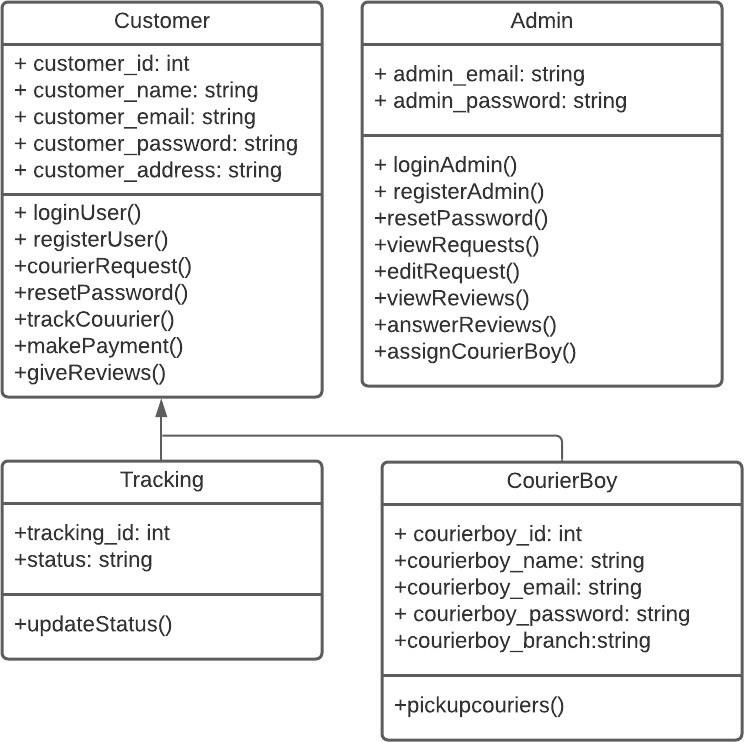 Customer
+ customer_id: int
+ customer_name: string
+ customer_email: string
+ customer_password: string
+ customer_address: string
+ loginUser()
+ registerUser()
+courierRequest()
+resetPassword()
+trackCouurier()
+makePayment()
+giveReviews()
Admin
+ admin_email: string
+ admin_password: string
+ loginAdmin()
+ registerAdmin()
+resetPassword()
+viewRequests()
+editRequest()
+viewReviews()
+answerReviews()
+assignCourierBoy()
Tracking
+tracking_id: int
+status: string
+updateStatus()
CourierBoy
+ courierboy_id: int
+courierboy_name: string
+courierboy_email: string
+ courierboy_password: string
+courierboy_branch:string
+pickupcouriers()